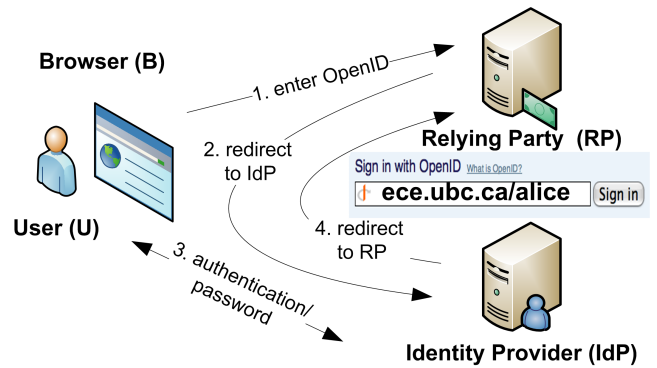 Browser (B)
1. enter OpenID
Relying Party (RP)
2. redirect
to IdP
Sign in with OpenID What is OpenID?
ece.ubc.ca/alice Sign in
User (U)
4. redirect
to RP
3. authentication/
password
Identity Provider (IdP)